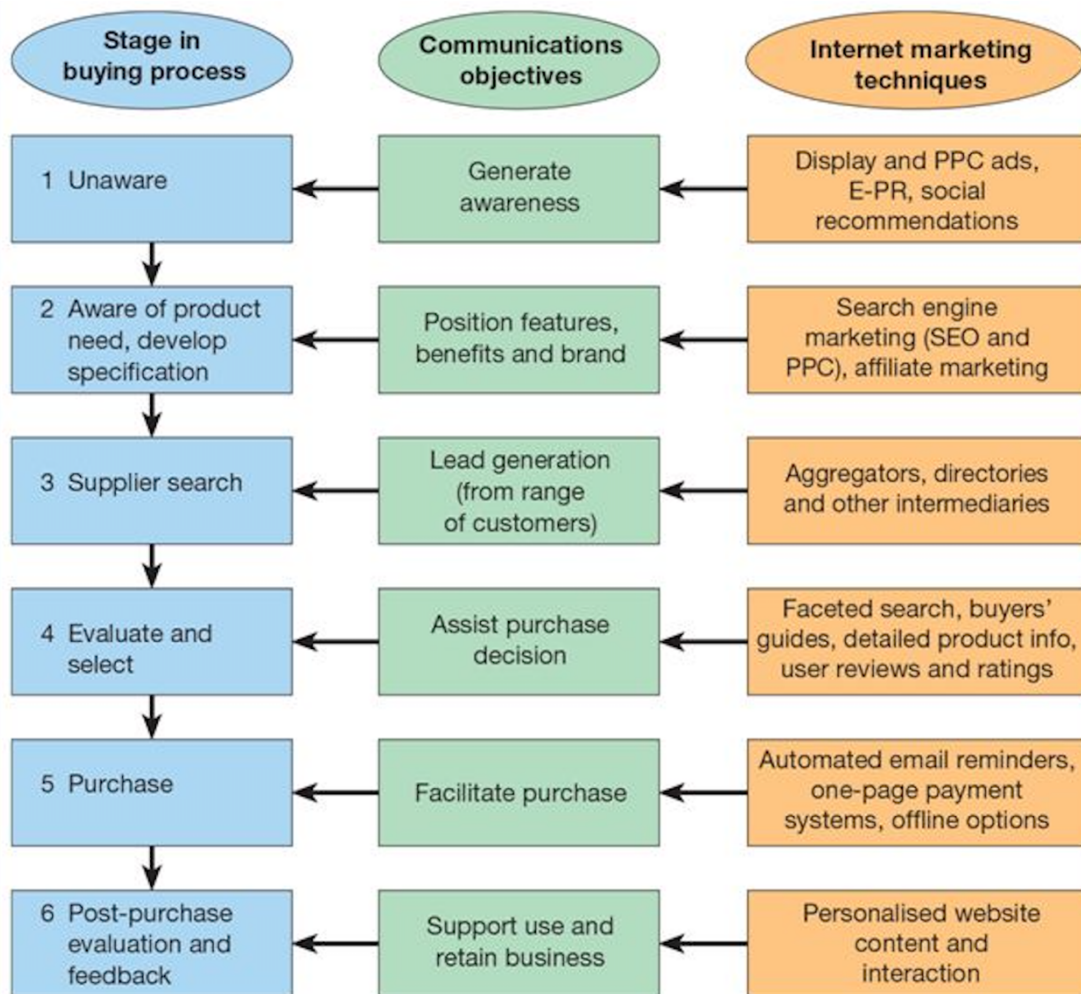 Stage in
buying process
Communications
objectives
Internet marketing
techniques
1 Unaware
Generate
awareness
Display and PPC ads,
E-PR, social
recommendations
2 Aware of product
need, develop
specification
Position features,
benefits and brand
Search engine
marketing (SEO and
PPC), affiliate marketing
3 Supplier search
Lead generation
(from range
of customers)
Aggregators, directories
and other intermediaries
4 Evaluate and
select
Assist purchase
decision
Faceted search, buyers’
guides, detailed product info,
user reviews and ratings
5 Purchase
Facilitate purchase
Automated email reminders,
one-page payment
systems, offline options
6 Post-purchase
evaluation and
feedback
Support use and
retain business
Personalised website
content and
interaction